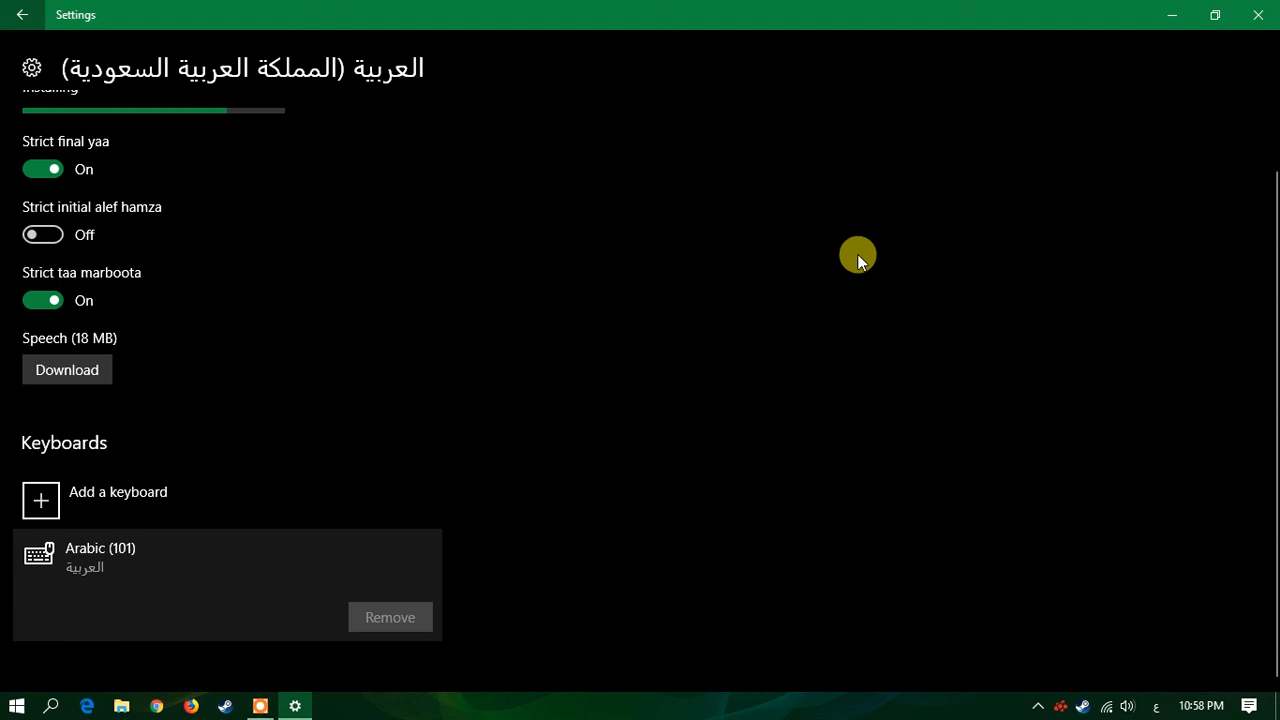 Settings
العربية (المملكة العربية السعودية)
Installing
Strict final yaa
On
Strict initial alef hamza
Off
Strict taa marboota
On
Speech (18 MB)
Download
Keyboards
Add a keyboard
Arabic (101)
العربية
Remove
ع
10:58 PM